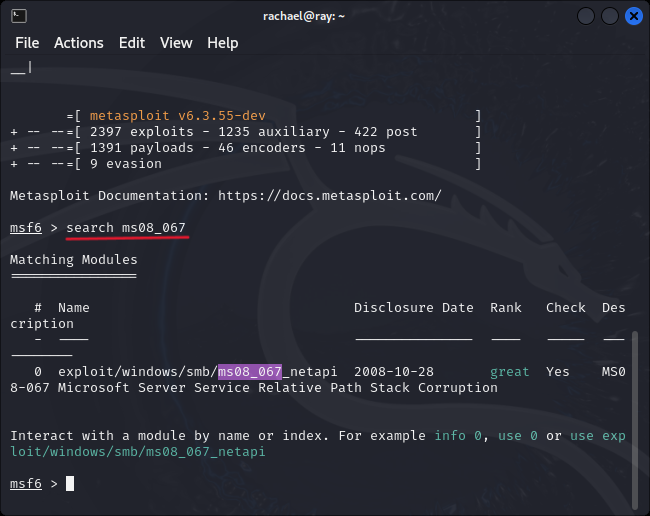 rachael@ray: ~
File Actions Edit View Help
__|
=[ metasploit v6.3.55-dev ]
+ -- --=[ 2397 exploits - 1235 auxiliary - 422 post ]
+ -- --=[ 1391 payloads - 46 encoders - 11 nops ]
+ -- --=[ 9 evasion ]
Metasploit Documentation: https://docs.metasploit.com/
msf6 > search ms08_067
Matching Modules
================
# Name Disclosure Date Rank Check Des
cription
- ---- --------------- ---- ----- ---
--------
0 exploit/windows/smb/ms08_067_netapi 2008-10-28 great Yes MS0
8-067 Microsoft Server Service Relative Path Stack Corruption
Interact with a module by name or index. For example info 0, use 0 or use exp
loit/windows/smb/ms08_067_netapi
msf6 >